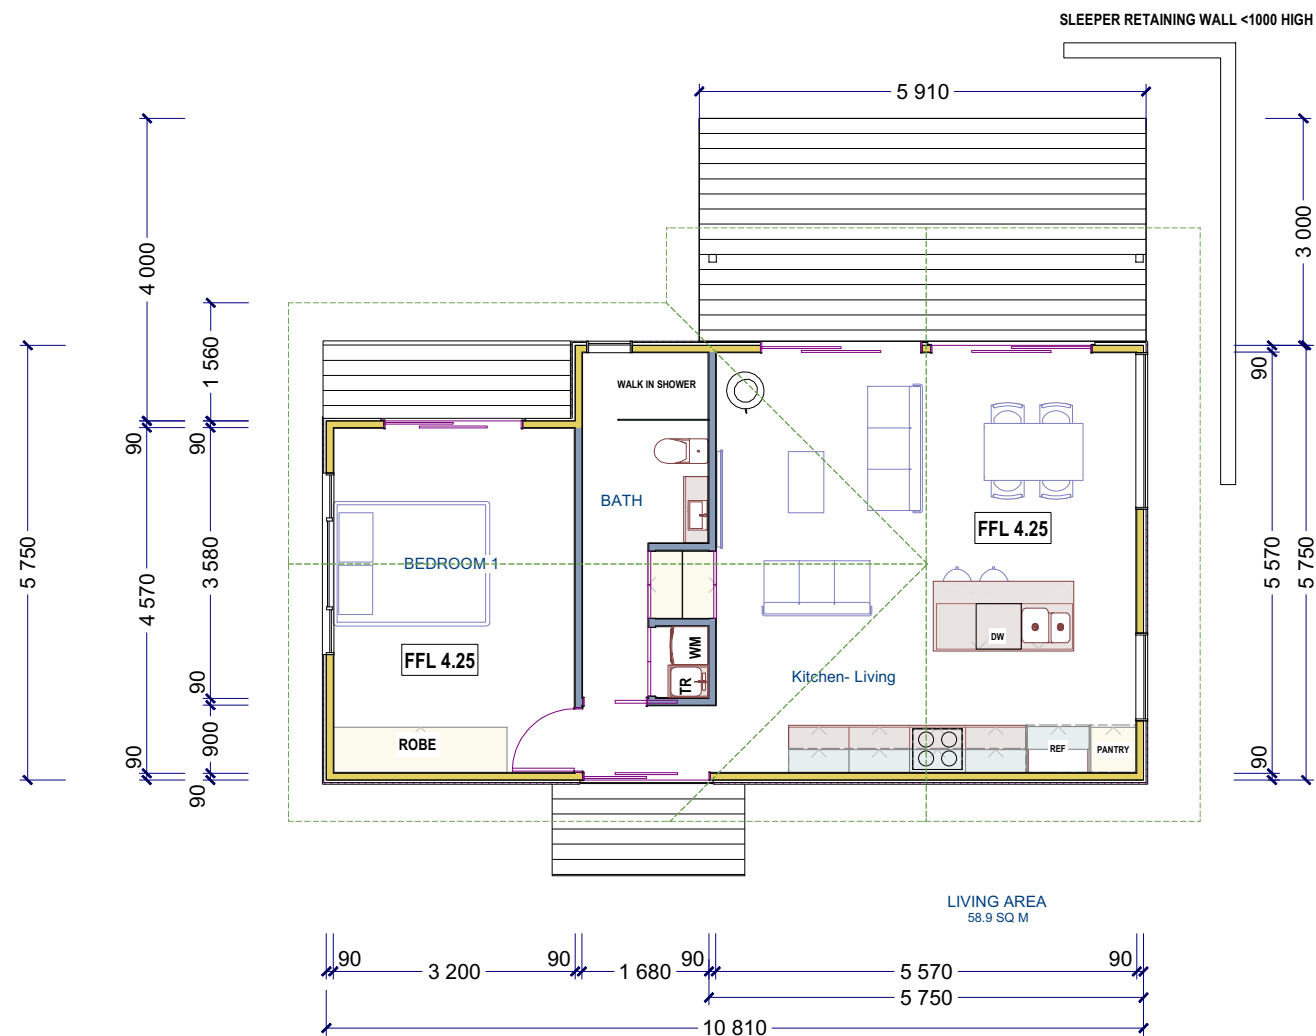 SLEEPER RETAINING WALL <1000 HIGH
5 910
4 000
3 000
1 560
90
90
90
WALK IN SHOWER
BATH
FFL 4.25
BEDROOM 1
5 750
4 570
3 580
5 570
5 750
DW
FFL 4.25
WM
TR
Kitchen- Living
90
900
90
90
ROBE
REF
PANTRY
90
LIVING AREA
58.9 SQ M
90
3 200
90
1 680
90
5 570
90
5 750
10 810